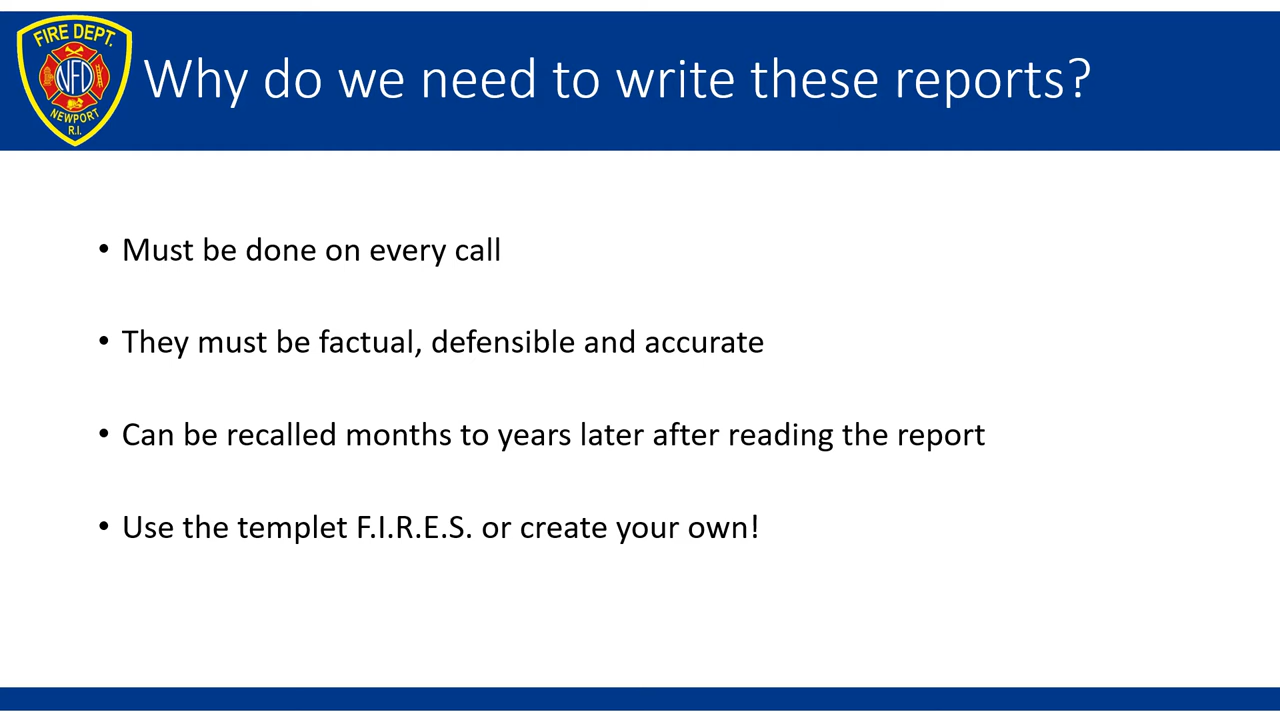 FIRE DEPT.
NFD
NEWPORT
R.I.
Why do we need to write these reports?
• Must be done on every call
• They must be factual, defensible and accurate
• Can be recalled months to years later after reading the report
• Use the templet F.I.R.E.S. or create your own!